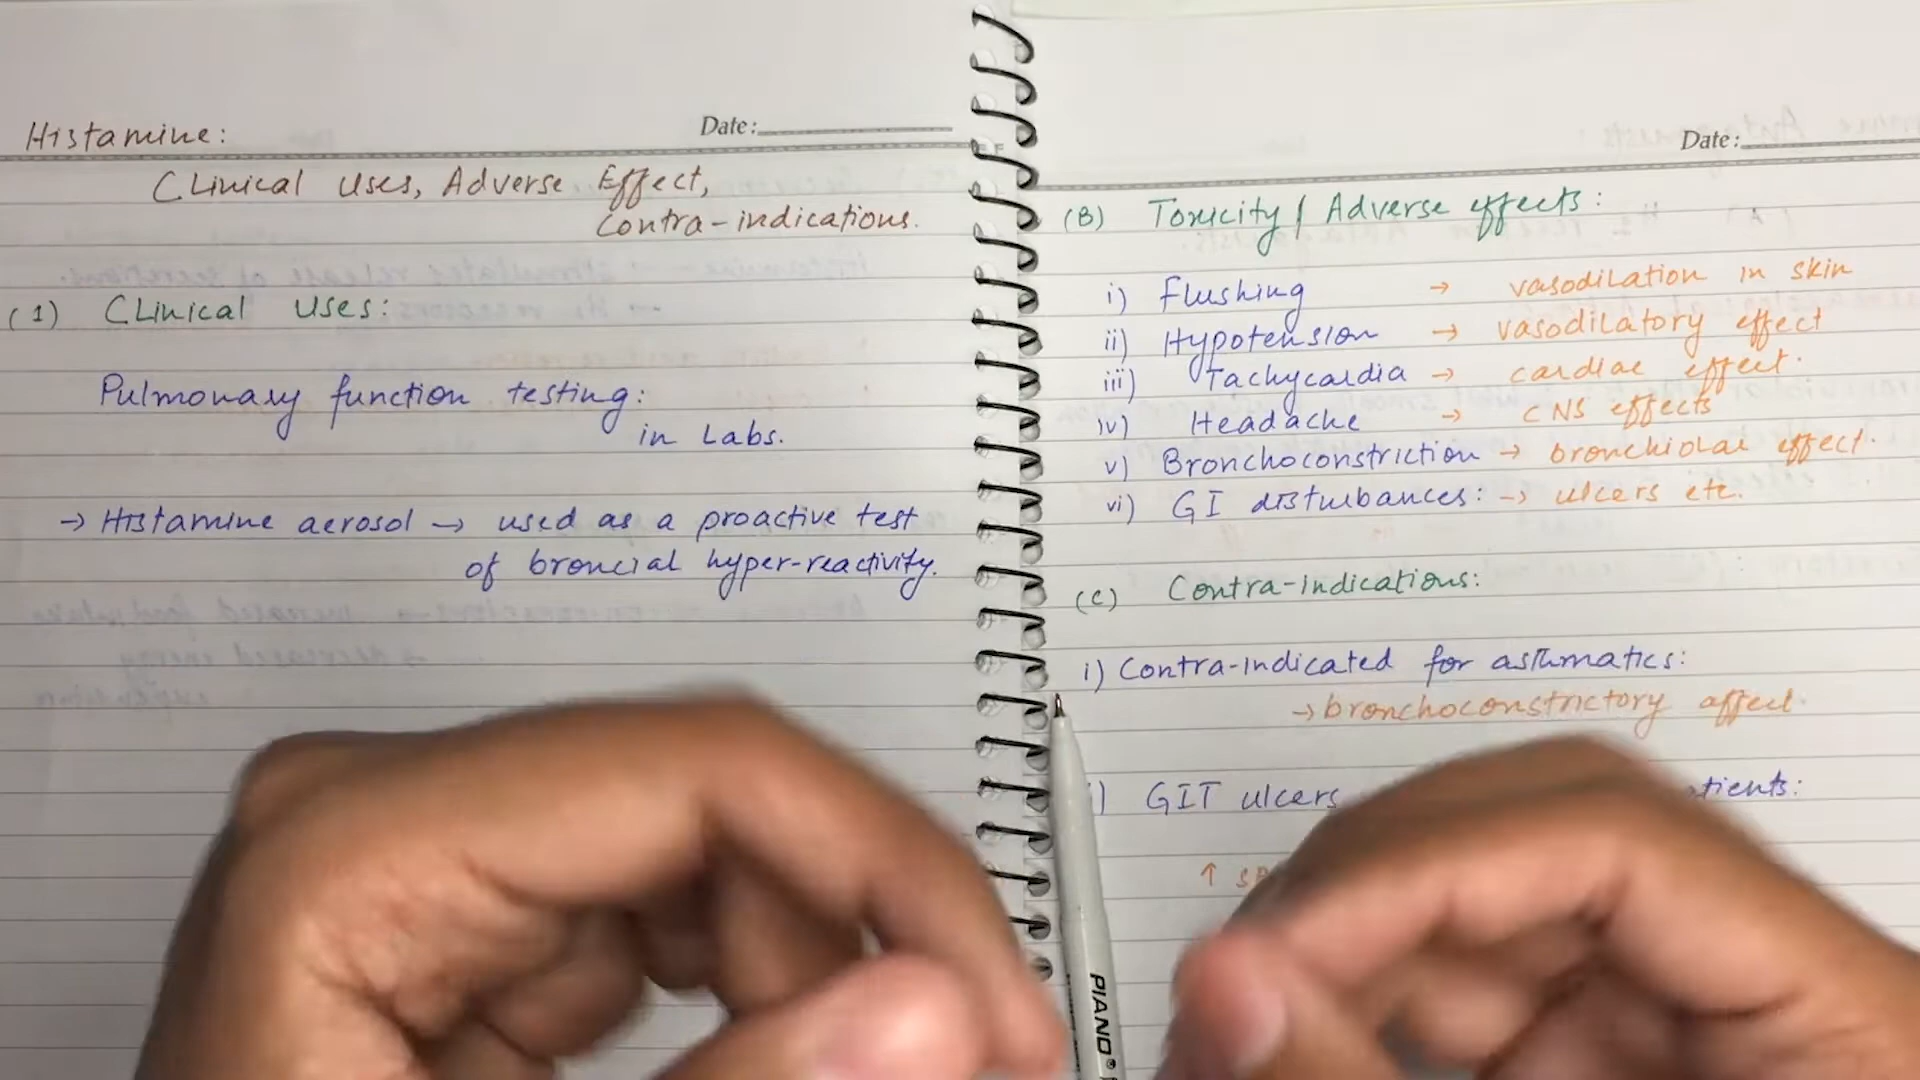 Histamine:
Date:
Clinical Uses, Adverse Effect,
Contra-indications.
(1) Clinical Uses:
Pulmonary function testing:
in Labs.
→ Histamine aerosol → used as a proactive test
of broncial hyper-reactivity.
Date:
(B) Toxicity / Adverse effects:
i) Flushing → vasodilation in skin
ii) Hypotension → vasodilatory effect
iii) Tachycardia → cardiac effect.
iv) Headache → CNS effects
v) Bronchoconstriction → bronchiolar effect.
vi) GI disturbances: → ulcers etc.
(C) Contra-indications:
i) Contra-indicated for asthmatics:
→ bronchoconstrictory affect.
GIT ulcers
↑
PIANO®